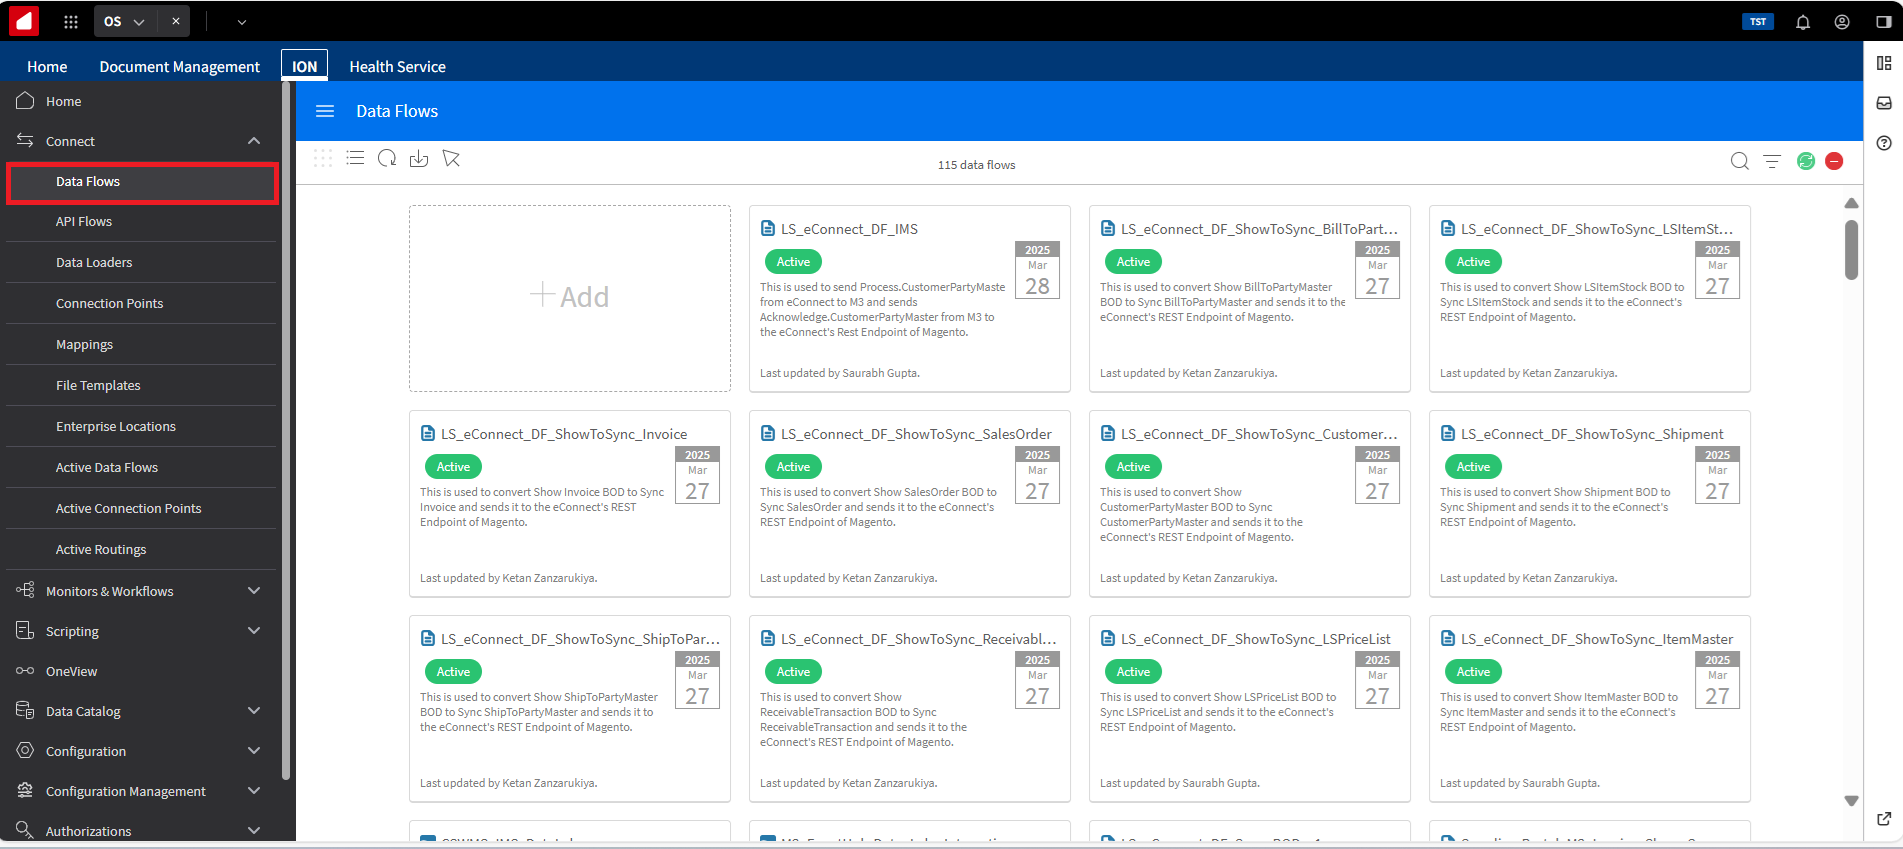 OS
TST
Home
Document Management
ION
Health Service
Home
Connect
Data Flows
API Flows
Data Loaders
Connection Points
Mappings
File Templates
Enterprise Locations
Active Data Flows
Active Connection Points
Active Routings
Monitors & Workflows
Scripting
OneView
Data Catalog
Configuration
Configuration Management
Authorizations
Data Flows
115 data flows
Add
LS_eConnect_DF_IMS
Active
2025
Mar
28
This is used to send Process.CustomerPartyMaste
from eConnect to M3 and sends
Acknowledge.CustomerPartyMaster from M3 to
the eConnect's Rest Endpoint of Magento.
Last updated by Saurabh Gupta.
LS_eConnect_DF_ShowToSync_BillToPart...
Active
2025
Mar
27
This is used to convert Show BillToPartyMaster
BOD to Sync BillToPartyMaster and sends it to the
eConnect's REST Endpoint of Magento.
Last updated by Ketan Zanzarukiya.
LS_eConnect_DF_ShowToSync_LSItemSt...
Active
2025
Mar
27
This is used to convert Show LSItemStock BOD to
Sync LSItemStock and sends it to the eConnect's
REST Endpoint of Magento.
Last updated by Ketan Zanzarukiya.
LS_eConnect_DF_ShowToSync_Invoice
Active
2025
Mar
27
This is used to convert Show Invoice BOD to Sync
Invoice and sends it to the eConnect's REST
Endpoint of Magento.
Last updated by Ketan Zanzarukiya.
LS_eConnect_DF_ShowToSync_SalesOrder
Active
2025
Mar
27
This is used to convert Show SalesOrder BOD to
Sync SalesOrder and sends it to the eConnect's
REST Endpoint of Magento.
Last updated by Ketan Zanzarukiya.
LS_eConnect_DF_ShowToSync_Customer...
Active
2025
Mar
27
This is used to convert Show
CustomerPartyMaster BOD to Sync
CustomerPartyMaster and sends it to the
eConnect's REST Endpoint of Magento.
Last updated by Ketan Zanzarukiya.
LS_eConnect_DF_ShowToSync_Shipment
Active
2025
Mar
27
This is used to convert Show Shipment BOD to
Sync Shipment and sends it to the eConnect's
REST Endpoint of Magento.
Last updated by Ketan Zanzarukiya.
LS_eConnect_DF_ShowToSync_ShipToPar...
Active
2025
Mar
27
This is used to convert Show ShipToPartyMaster
BOD to Sync ShipToPartyMaster and sends it to
the eConnect's REST Endpoint of Magento.
Last updated by Ketan Zanzarukiya.
LS_eConnect_DF_ShowToSync_Receivabl...
Active
2025
Mar
27
This is used to convert Show
ReceivableTransaction BOD to Sync
ReceivableTransaction and sends it to the
eConnect's REST Endpoint of Magento.
Last updated by Ketan Zanzarukiya.
LS_eConnect_DF_ShowToSync_LSPriceList
Active
2025
Mar
27
This is used to convert Show LSPriceList BOD to
Sync LSPriceList and sends it to the eConnect's
REST Endpoint of Magento.
Last updated by Saurabh Gupta.
LS_eConnect_DF_ShowToSync_ItemMaster
Active
2025
Mar
27
This is used to convert Show ItemMaster BOD to
Sync ItemMaster and sends it to the eConnect's
REST Endpoint of Magento.
Last updated by Saurabh Gupta.